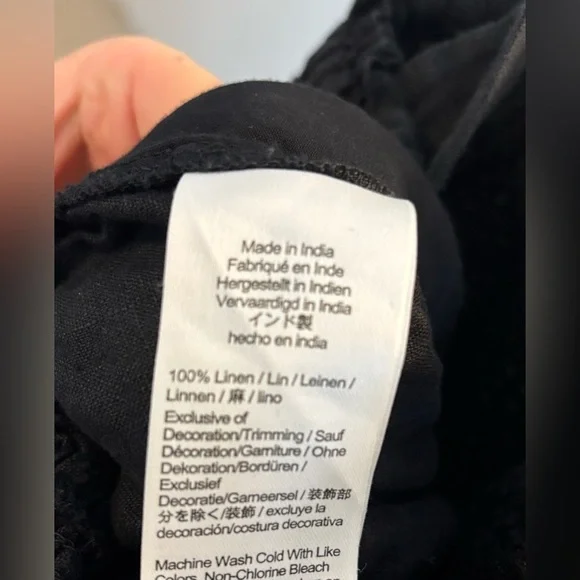 Made in India
Fabriqué en Inde
Hergestellt in Indien
Vervaardigd in India
インド製
hecho en india
100% Linen / Lin / Leinen /
Linnen / 麻 / lino
Exclusive of
Decoration/Trimming / Sauf
Décoration/Garniture / Ohne
Dekoration/Bordüren /
Exclusief
Decoratie/Garneersel / 装飾部
分を除く/装飾 / excluye la
decoración/costura decorativa
Machine Wash Cold With Like
Colors, Non-Chlorine Bleach